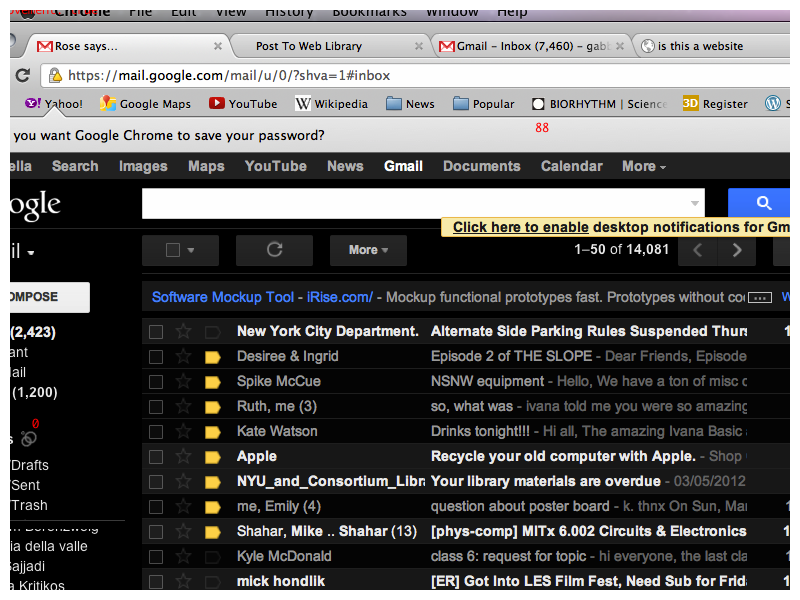 Chrome File Edit View History Bookmarks Window Help
Rose says... Post To Web Library Gmail – Inbox (7,460) – gab is this a website
https://mail.google.com/mail/u/0/?shva=1#inbox
Yahoo! Google Maps YouTube Wikipedia News Popular BIORHYTHM | Science 3D Register S
you want Google Chrome to save your password? 88
ella Search Images Maps YouTube News Gmail Documents Calendar More
ogle
Click here to enable desktop notifications for Gm
il More 1–50 of 14,081
OMPOSE Software Mockup Tool - iRise.com/ - Mockup functional prototypes fast. Prototypes without co ... W
(2,423) New York City Department. Alternate Side Parking Rules Suspended Thurs 1
ant Desiree & Ingrid Episode 2 of THE SLOPE - Dear Friends, Episode
ail Spike McCue NSNW equipment - Hello, We have a ton of misc c
(1,200) Ruth, me (3) so, what was - ivana told me you were so amazing
0
s Kate Watson Drinks tonight!!! - Hi all, The amazing Ivana Basic
Apple Recycle your old computer with Apple. - Shop
/Drafts
/Sent NYU_and_Consortium_Libra Your library materials are overdue - 03/05/2012
/Trash me, Emily (4) question about poster board - k. thnx On Sun, Mar 1
m Berenzweig Shahar, Mike .. Shahar (13) [phys-comp] MITx 6.002 Circuits & Electronics 1
ia della valle
Sajjadi Kyle McDonald class 6: request for topic - hi everyone, the last cla 1
a Kritikos mick hondlik [ER] Got Into LES Film Fest, Need Sub for Frida 1